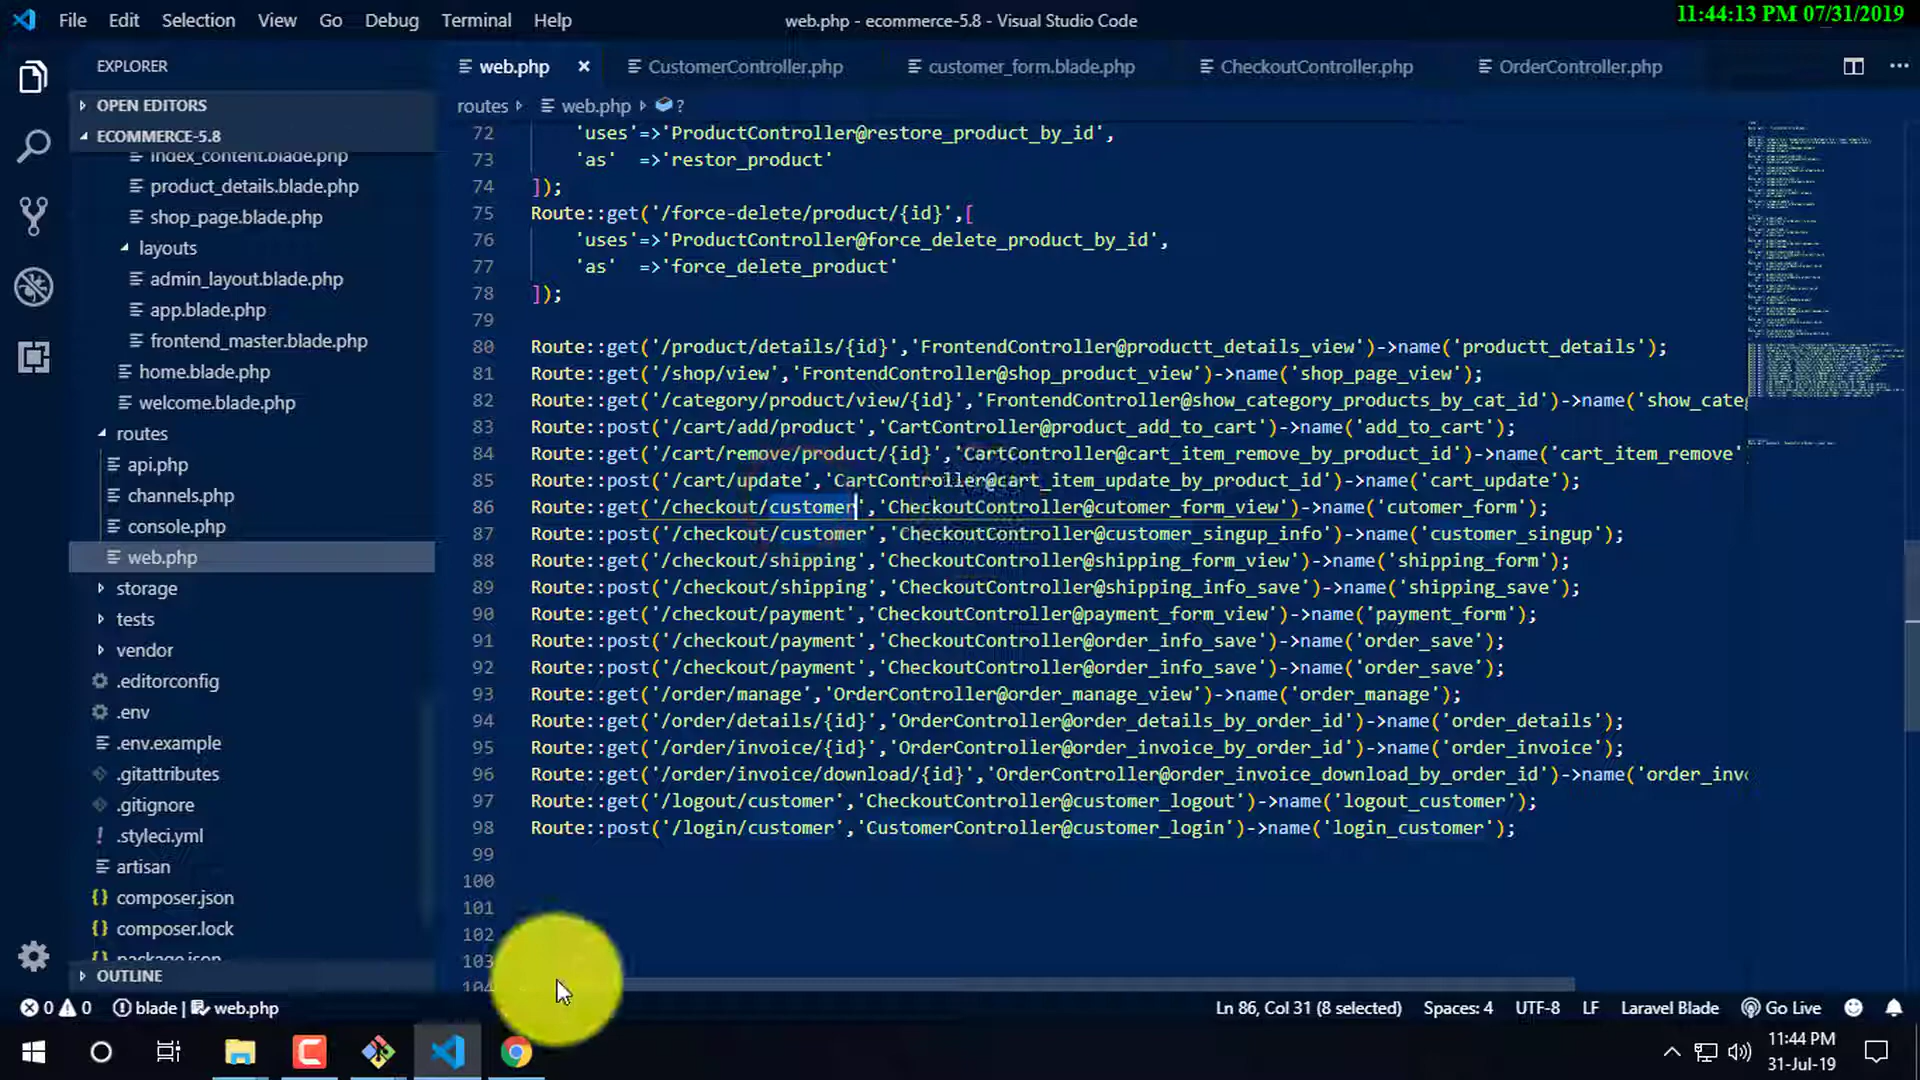 File Edit Selection View Go Debug Terminal Help
web.php - ecommerce-5.8 - Visual Studio Code
11:44:13 PM 07/31/2019
EXPLORER
OPEN EDITORS
ECOMMERCE-5.8
index_content.blade.php
product_details.blade.php
shop_page.blade.php
layouts
admin_layout.blade.php
app.blade.php
frontend_master.blade.php
home.blade.php
welcome.blade.php
routes
api.php
channels.php
console.php
web.php
storage
tests
vendor
.editorconfig
.env
.env.example
.gitattributes
.gitignore
.styleci.yml
artisan
composer.json
composer.lock
package.json
OUTLINE
web.php × CustomerController.php customer_form.blade.php CheckoutController.php OrderController.php
routes web.php ?
72 'uses'=>'ProductController@restore_product_by_id',
73 'as' =>'restor_product'
74 ]);
75 Route::get('/force-delete/product/{id}',[
76 'uses'=>'ProductController@force_delete_product_by_id',
77 'as' =>'force_delete_product'
78 ]);
79
80 Route::get('/product/details/{id}','FrontendController@productt_details_view')->name('productt_details');
81 Route::get('/shop/view','FrontendController@shop_product_view')->name('shop_page_view');
82 Route::get('/category/product/view/{id}','FrontendController@show_category_products_by_cat_id')->name('show_categ
83 Route::post('/cart/add/product','CartController@product_add_to_cart')->name('add_to_cart');
84 Route::get('/cart/remove/product/{id}','CartController@cart_item_remove_by_product_id')->name('cart_item_remove'
85 Route::post('/cart/update','CartController@cart_item_update_by_product_id')->name('cart_update');
86 Route::get('/checkout/customer','CheckoutController@cutomer_form_view')->name('cutomer_form');
87 Route::post('/checkout/customer','CheckoutController@customer_singup_info')->name('customer_singup');
88 Route::get('/checkout/shipping','CheckoutController@shipping_form_view')->name('shipping_form');
89 Route::post('/checkout/shipping','CheckoutController@shipping_info_save')->name('shipping_save');
90 Route::get('/checkout/payment','CheckoutController@payment_form_view')->name('payment_form');
91 Route::post('/checkout/payment','CheckoutController@order_info_save')->name('order_save');
92 Route::post('/checkout/payment','CheckoutController@order_info_save')->name('order_save');
93 Route::get('/order/manage','OrderController@order_manage_view')->name('order_manage');
94 Route::get('/order/details/{id}','OrderController@order_details_by_order_id')->name('order_details');
95 Route::get('/order/invoice/{id}','OrderController@order_invoice_by_order_id')->name('order_invoice');
96 Route::get('/order/invoice/download/{id}','OrderController@order_invoice_download_by_order_id')->name('order_inv
97 Route::get('/logout/customer','CheckoutController@customer_logout')->name('logout_customer');
98 Route::post('/login/customer','CustomerController@customer_login')->name('login_customer');
99
100
101
102
103
104
0 0 blade | web.php
Ln 86, Col 31 (8 selected) Spaces: 4 UTF-8 LF Laravel Blade Go Live
11:44 PM
31-Jul-19